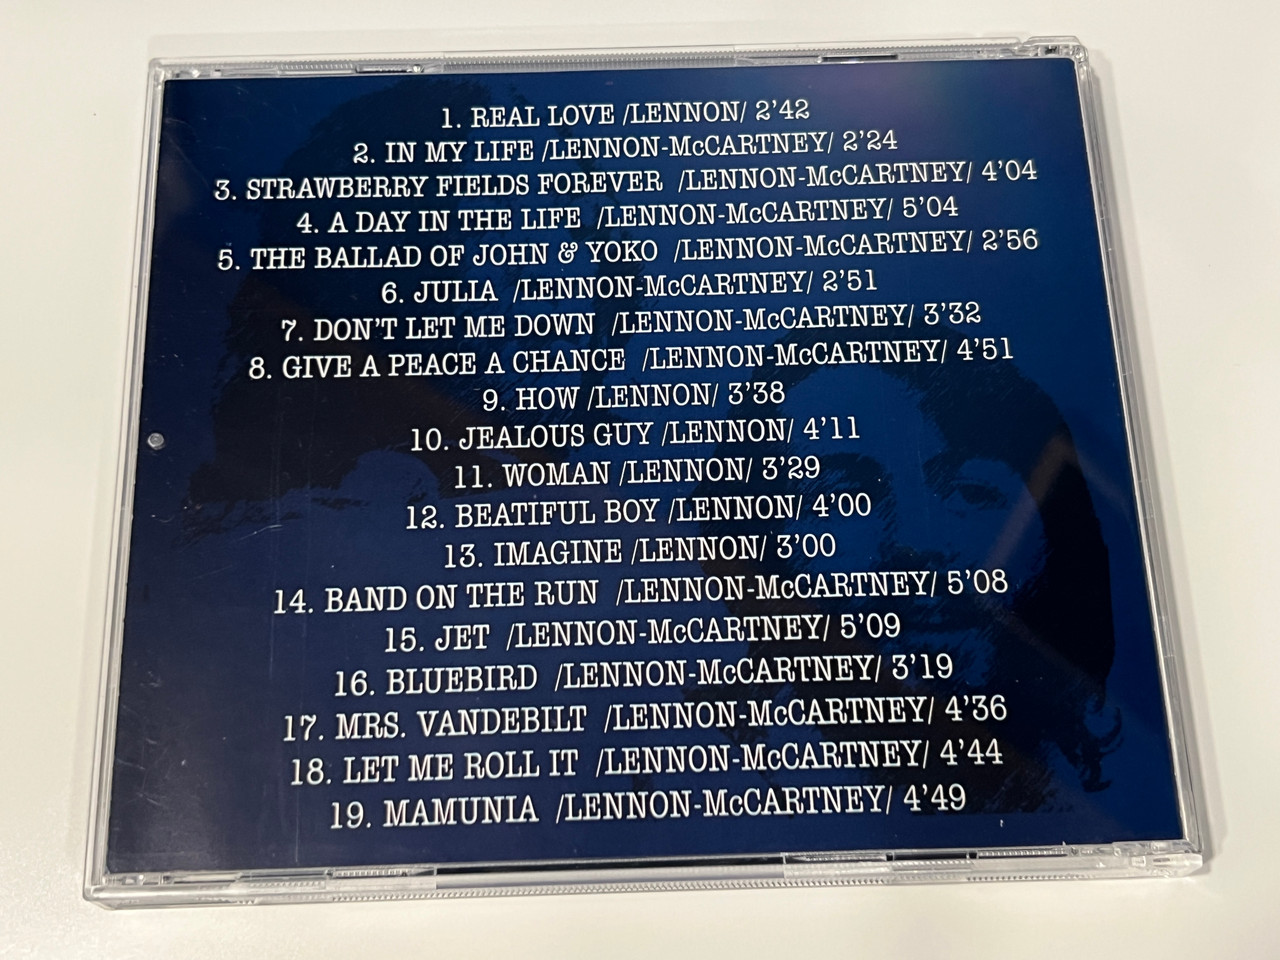 1. REAL LOVE /LENNON/ 2'42
2. IN MY LIFE /LENNON-McCARTNEY/ 2'24
3. STRAWBERRY FIELDS FOREVER /LENNON-McCARTNEY/ 4'04
4. A DAY IN THE LIFE /LENNON-McCARTNEY/ 5'04
5. THE BALLAD OF JOHN & YOKO /LENNON-McCARTNEY/ 2'56
6. JULIA /LENNON-McCARTNEY/ 2'51
7. DON'T LET ME DOWN /LENNON-McCARTNEY/ 3'32
8. GIVE A PEACE A CHANCE /LENNON-McCARTNEY/ 4'51
9. HOW /LENNON/ 3'38
10. JEALOUS GUY /LENNON/ 4'11
11. WOMAN /LENNON/ 3'29
12. BEATIFUL BOY /LENNON/ 4'00
13. IMAGINE /LENNON/ 3'00
14. BAND ON THE RUN /LENNON-McCARTNEY/ 5'08
15. JET /LENNON-McCARTNEY/ 5'09
16. BLUEBIRD /LENNON-McCARTNEY/ 3'19
17. MRS. VANDEBILT /LENNON-McCARTNEY/ 4'36
18. LET ME ROLL IT /LENNON-McCARTNEY/ 4'44
19. MAMUNIA /LENNON-McCARTNEY/ 4'49